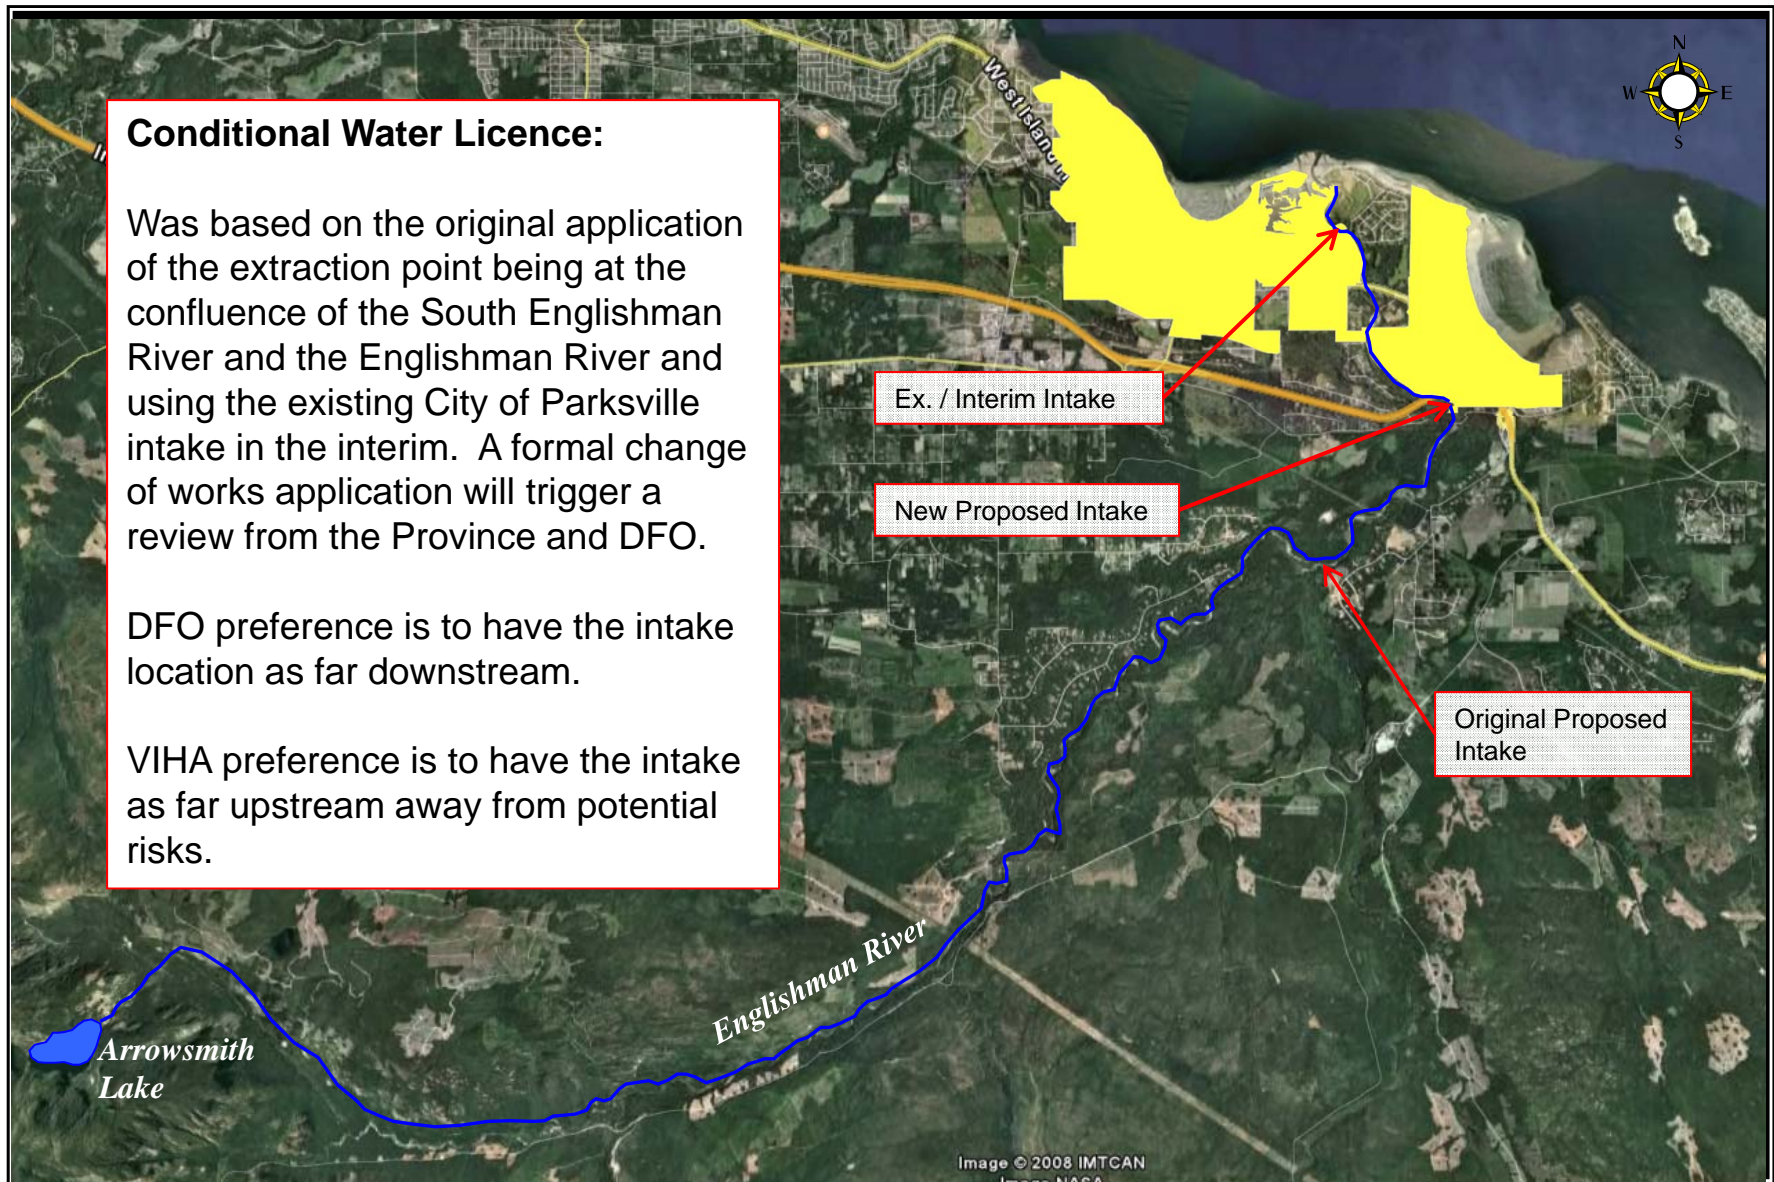 Conditional Water Licence:
Was based on the original application
of the extraction point being at the
confluence of the South Englishman
River and the Englishman River and
using the existing City of Parksville
intake in the interim.  A formal change
of works application will trigger a
review from the Province and DFO.
DFO preference is to have the intake
location as far downstream.
VIHA preference is to have the intake
as far upstream away from potential
risks.
West Island H
N
W
E
S
Ex. / Interim Intake
New Proposed Intake
Original Proposed
Intake
Englishman River
Arrowsmith
Lake
Image © 2008 IMTCAN
Image NASA